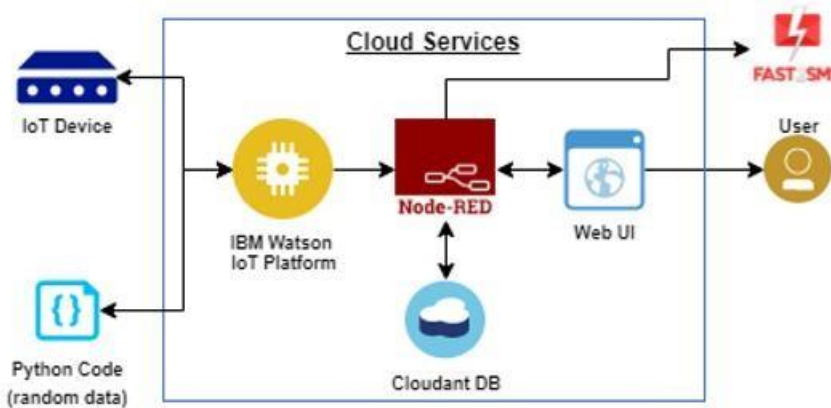 Cloud Services
IoT Device
FAST2SM
User
Node-RED
IBM Watson
IoT Platform
Web UI
{}
Python Code
(random data)
Cloudant DB